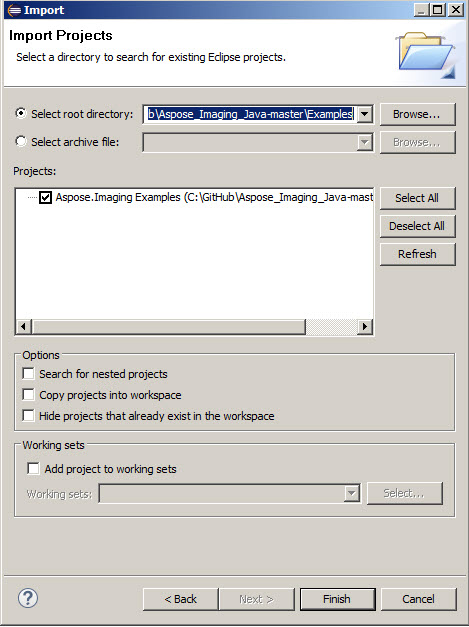 Import
Import Projects
Select a directory to search for existing Eclipse projects.
Select root directory: b\Aspose_Imaging_Java-master\Examples Browse...
Select archive file: Browse...
Projects:
Aspose.Imaging Examples (C:\GitHub\Aspose_Imaging_Java-mast
Select All
Deselect All
Refresh
Options
Search for nested projects
Copy projects into workspace
Hide projects that already exist in the workspace
Working sets
Add project to working sets
Working sets: Select...
? < Back Next > Finish Cancel